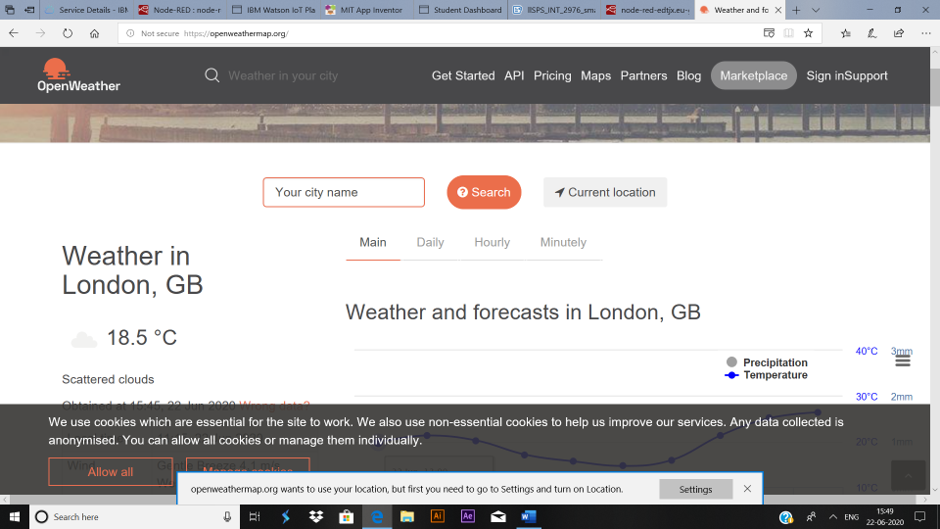 Service Details - IBM
Node-RED : node-r
IBM Watson IoT Pla
MIT App Inventor
Student Dashboard
llSPS_INT_2976_sma
node-red-edtjx.eu-g
Weather and fo
Not secure https://openweathermap.org/
OpenWeather
Weather in your city
Get Started API Pricing Maps Partners Blog Marketplace Sign in Support
Your city name
Search
Current location
Main Daily Hourly Minutely
Weather in
London, GB
18.5 °C
Scattered clouds
Obtained at 15:45, 22 Jun 2020 Wrong data?
Weather and forecasts in London, GB
Precipitation
Temperature
40°C 3mm
30°C 2mm
20°C 1mm
10°C
We use cookies which are essential for the site to work. We also use non-essential cookies to help us improve our services. Any data collected is
anonymised. You can allow all cookies or manage them individually.
Wind Gentle Breeze 4.1 m/s
Allow all
Manage cookies
openweathermap.org wants to use your location, but first you need to go to Settings and turn on Location.
Settings
Search here
ENG
15:49
22-06-2020